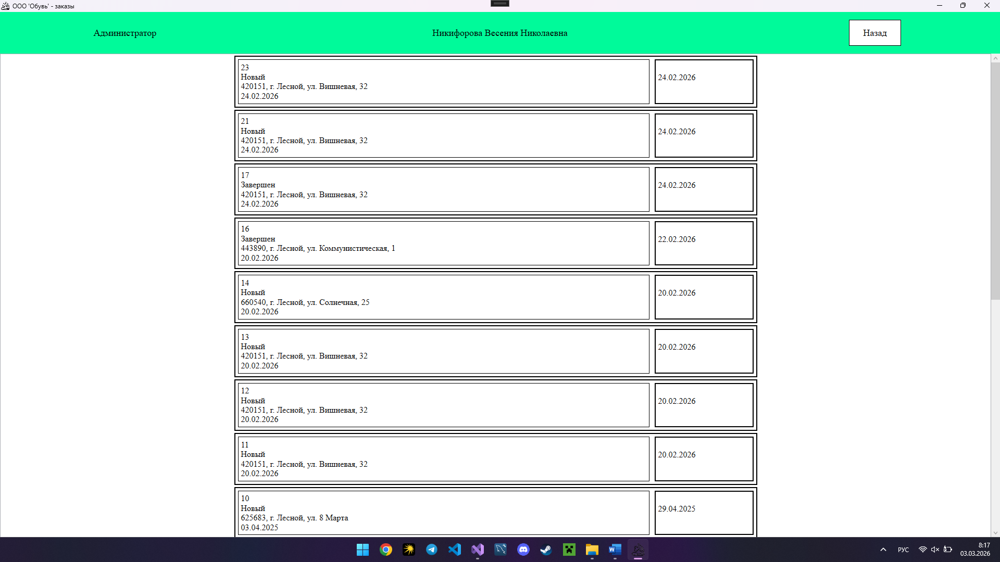 ООО 'Обувь' - заказы
Администратор
Никифорова Весения Николаевна
Назад
23
Новый
420151, г. Лесной, ул. Вишневая, 32
24.02.2026
24.02.2026
21
Новый
420151, г. Лесной, ул. Вишневая, 32
24.02.2026
24.02.2026
17
Завершен
420151, г. Лесной, ул. Вишневая, 32
24.02.2026
24.02.2026
16
Завершен
443890, г. Лесной, ул. Коммунистическая, 1
20.02.2026
22.02.2026
14
Новый
660540, г. Лесной, ул. Солнечная, 25
20.02.2026
20.02.2026
13
Новый
420151, г. Лесной, ул. Вишневая, 32
20.02.2026
20.02.2026
12
Новый
420151, г. Лесной, ул. Вишневая, 32
20.02.2026
20.02.2026
11
Новый
420151, г. Лесной, ул. Вишневая, 32
20.02.2026
20.02.2026
10
Новый
625683, г. Лесной, ул. 8 Марта
03.04.2025
29.04.2025
РУС
8:17
03.03.2026